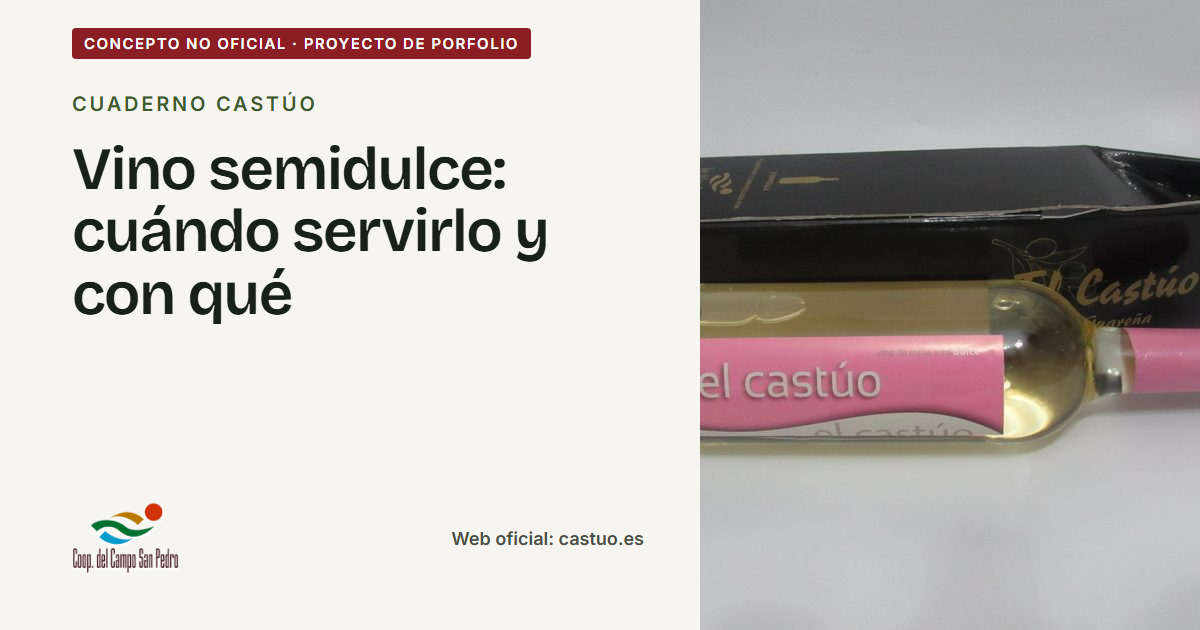 CONCEPTO NO OFICIAL · PROYECTO DE PORFOLIO
CUADERNO CASTÚO
Vino semidulce:
cuándo servirlo y
con qué
Coop. del Campo San Pedro
Web oficial: castuo.es
El Castúo
Guareña
vino de mesa semidulce
el castúo
el castúo